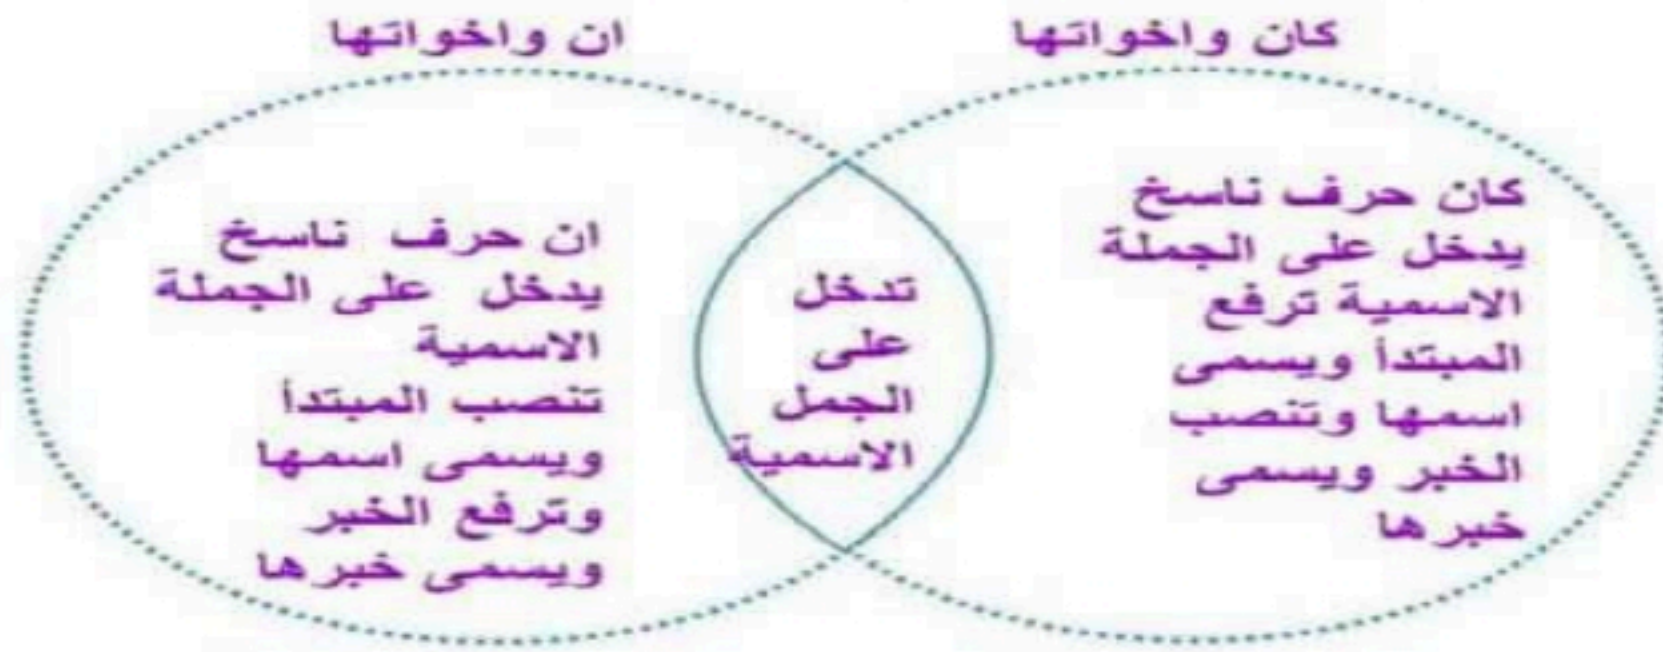 كان واخواتها
ان واخواتها
كان حرف ناسخ
يدخل على الجملة
الاسمية ترفع
المبتدأ ويسمى
اسمها وتنصب
الخبر ويسمى
خبرها
تدخل
على
الجمل
الاسمية
ان حرف ناسخ
يدخل على الجملة
الاسمية
تنصب المبتدأ
ويسمى اسمها
وترفع الخبر
ويسمى خبرها